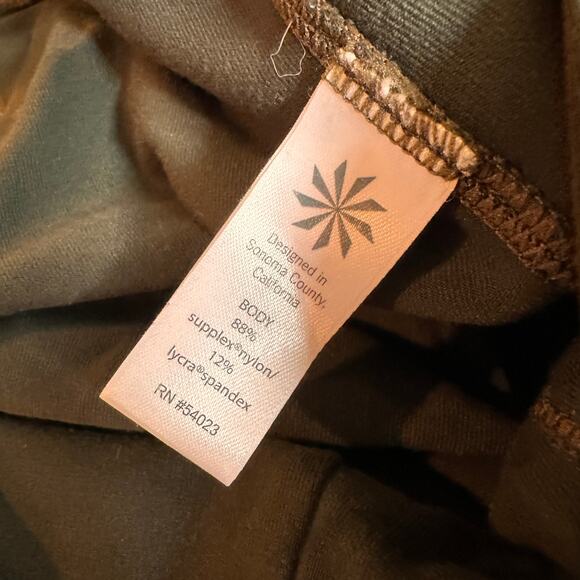 Designed in
Sonoma County,
California
BODY
88%
supplex®nylon/
12%
lycra®spandex
RN #54023